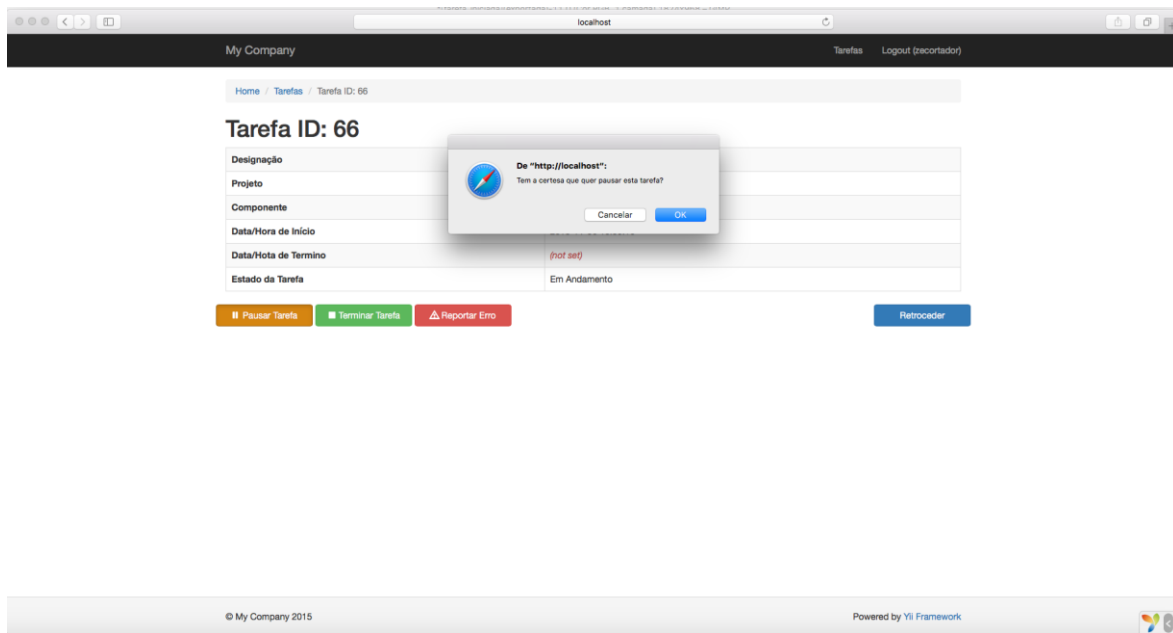 localhost
My Company
Tarefas Logout (zecortador)
Home / Tarefas / Tarefa ID: 66
Tarefa ID: 66
De "http://localhost":
Tem a certesa que quer pausar esta tarefa?
Cancelar OK
Designação
Projeto
Componente
Data/Hora de Início
Data/Hota de Termino (not set)
Estado da Tarefa Em Andamento
Pausar Tarefa Terminar Tarefa Reportar Erro Retroceder
© My Company 2015 Powered by Yii Framework